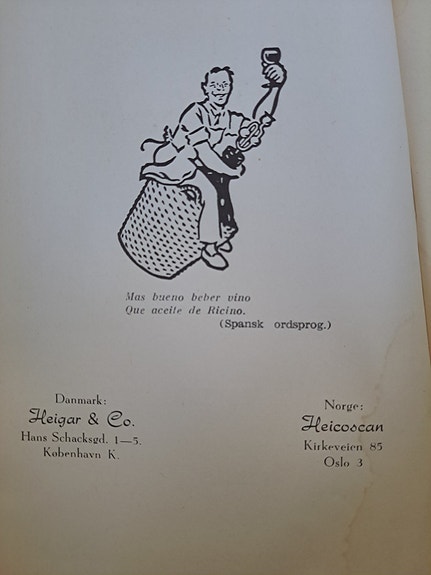 Mas bueno beber vino
Que aceite de Ricino.
(Spansk ordsprog.)
Danmark:
Heigar & Co.
Hans Schacksgd. 1—5.
København K.
Norge:
Heicoscan
Kirkeveien 85
Oslo 3